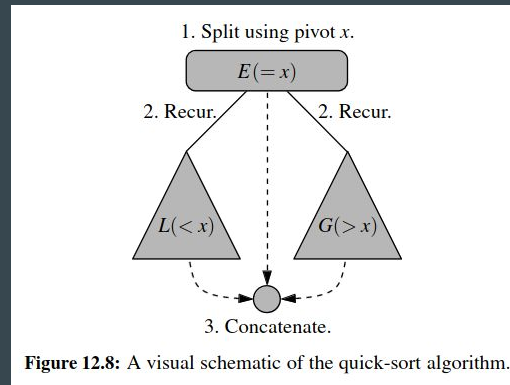 1. Split using pivot x.
E(= x)
2. Recur. 2. Recur.
L(< x) G(> x)
3. Concatenate.
Figure 12.8: A visual schematic of the quick-sort algorithm.